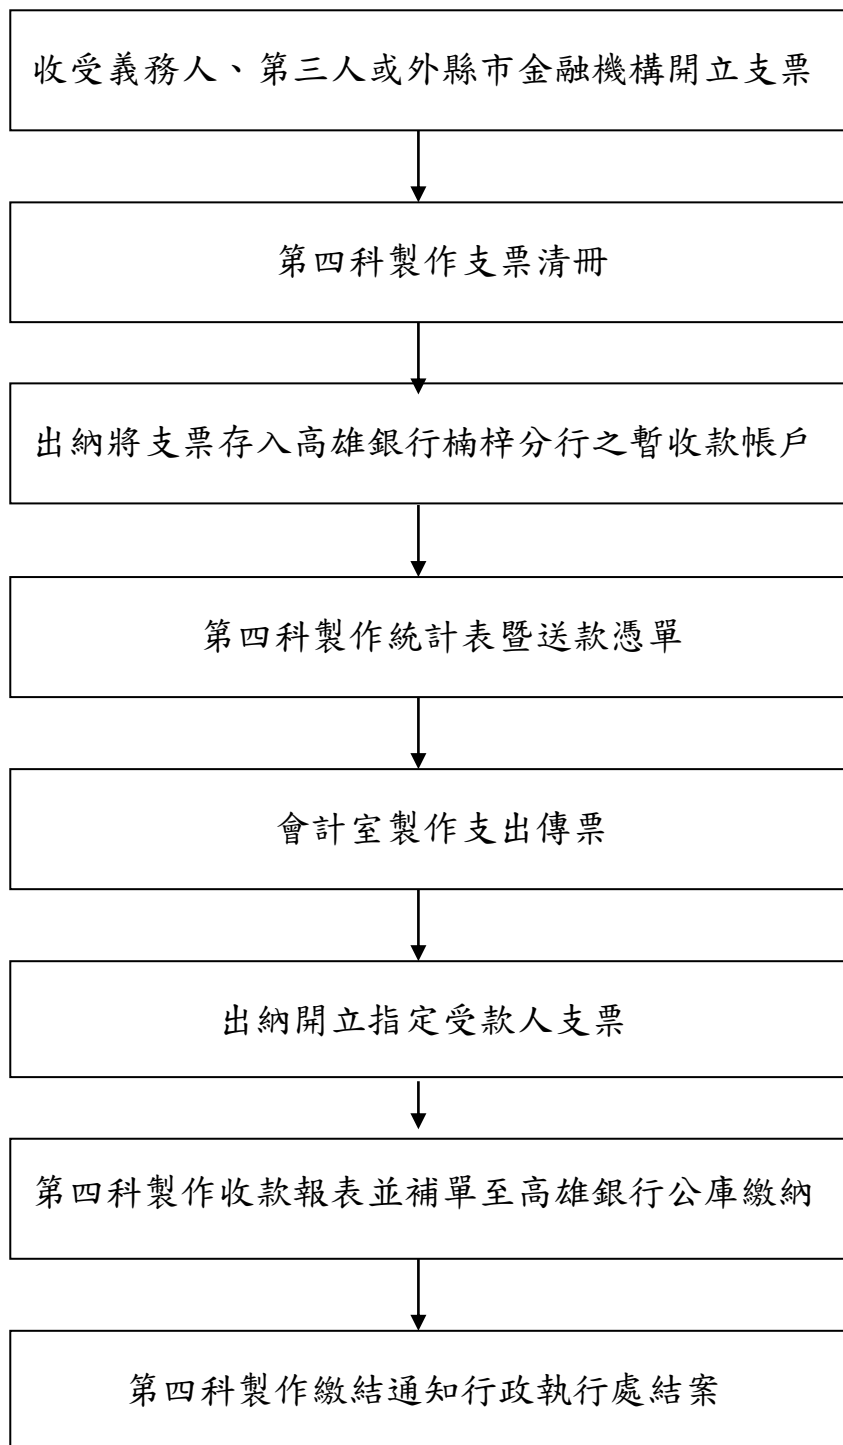 收受義務人、第三人或外縣市金融機構開立支票
第四科製作支票清冊
出納將支票存入高雄銀行楠梓分行之暫收款帳戶
第四科製作統計表暨送款憑單
會計室製作支出傳票
出納開立指定受款人支票
第四科製作收款報表並補單至高雄銀行公庫繳納
第四科製作繳結通知行政執行處結案